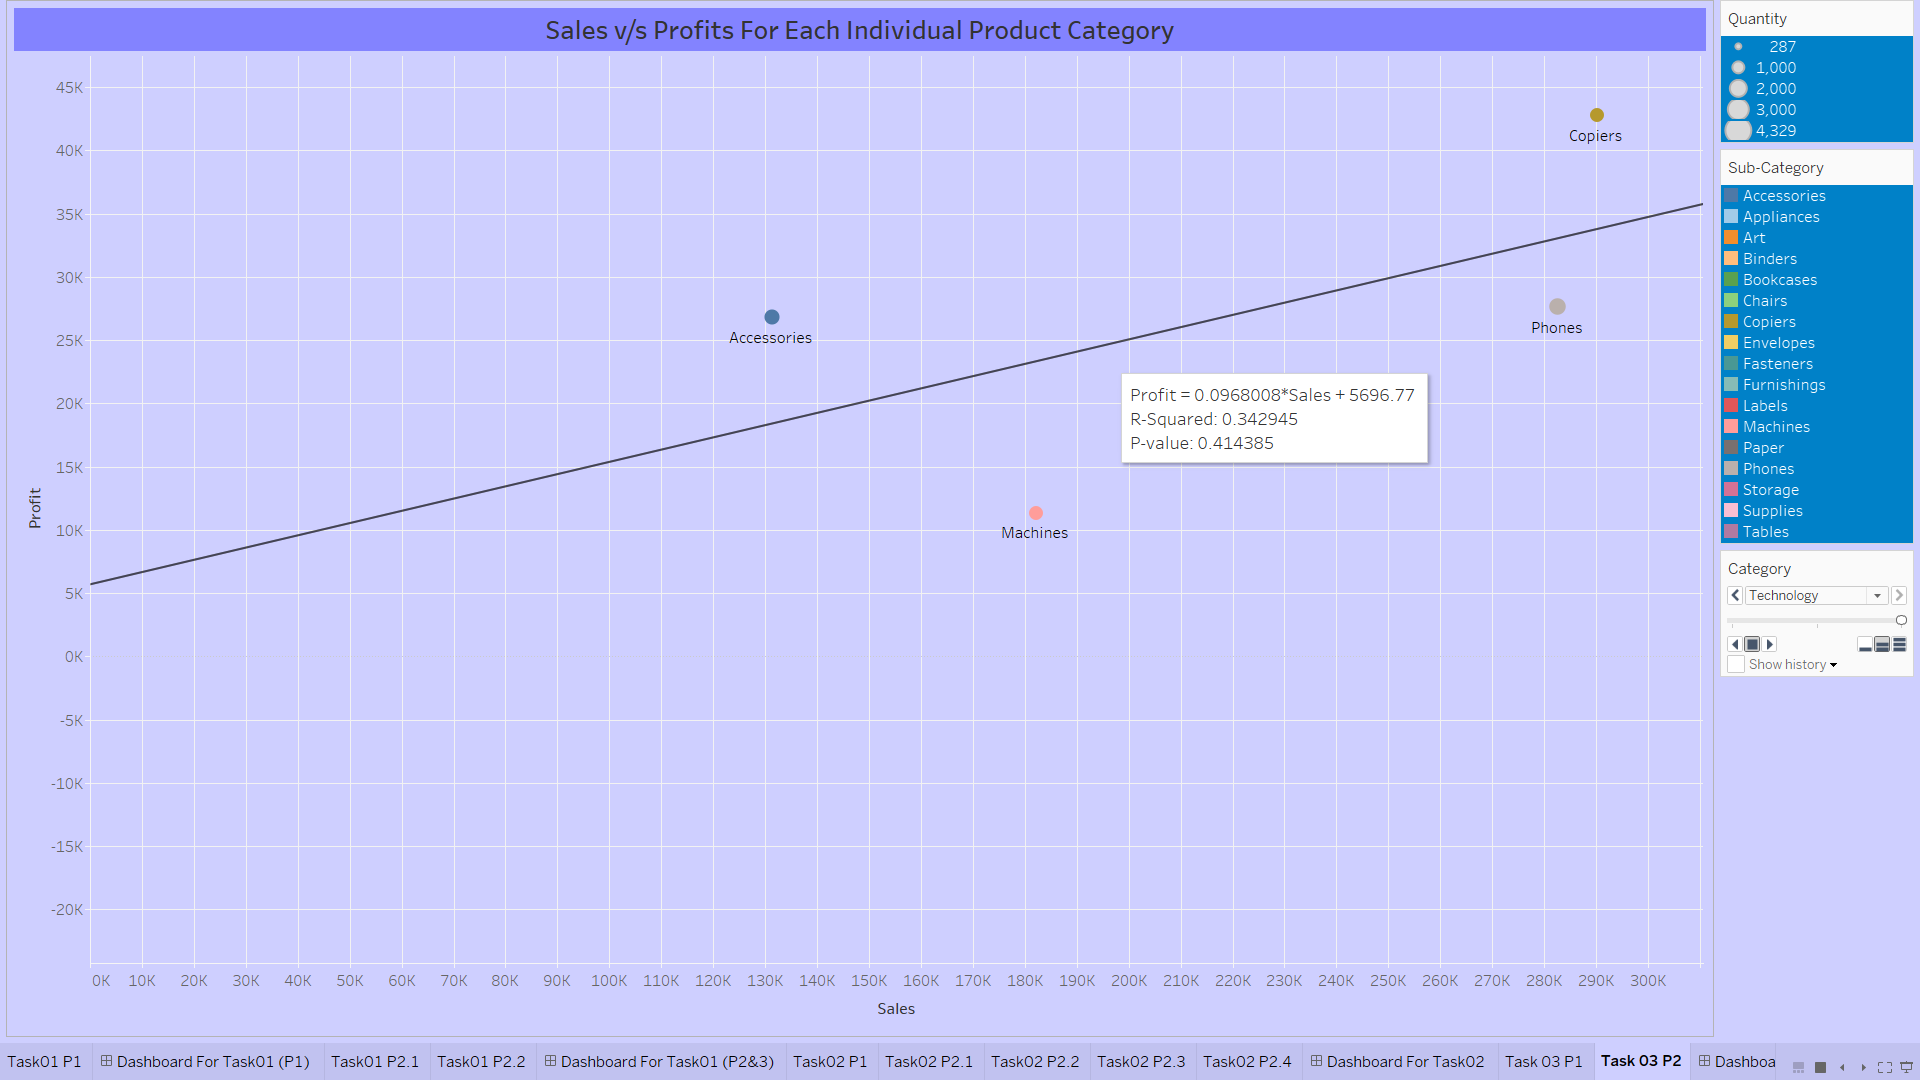 Sales v/s Profits For Each Individual Product Category
45K
40K
35K
30K
25K
20K
15K
10K
5K
0K
-5K
-10K
-15K
-20K
Profit
Copiers
Phones
Accessories
Machines
Profit = 0.0968008*Sales + 5696.77
R-Squared: 0.342945
P-value: 0.414385
0K 10K 20K 30K 40K 50K 60K 70K 80K 90K 100K 110K 120K 130K 140K 150K 160K 170K 180K 190K 200K 210K 220K 230K 240K 250K 260K 270K 280K 290K 300K
Sales
Quantity
287
1,000
2,000
3,000
4,329
Sub-Category
Accessories
Appliances
Art
Binders
Bookcases
Chairs
Copiers
Envelopes
Fasteners
Furnishings
Labels
Machines
Paper
Phones
Storage
Supplies
Tables
Category
Technology
Show history
Task01 P1 Dashboard For Task01 (P1) Task01 P2.1 Task01 P2.2 Dashboard For Task01 (P2&3) Task02 P1 Task02 P2.1 Task02 P2.2 Task02 P2.3 Task02 P2.4 Dashboard For Task02 Task 03 P1 Task 03 P2 Dashboa